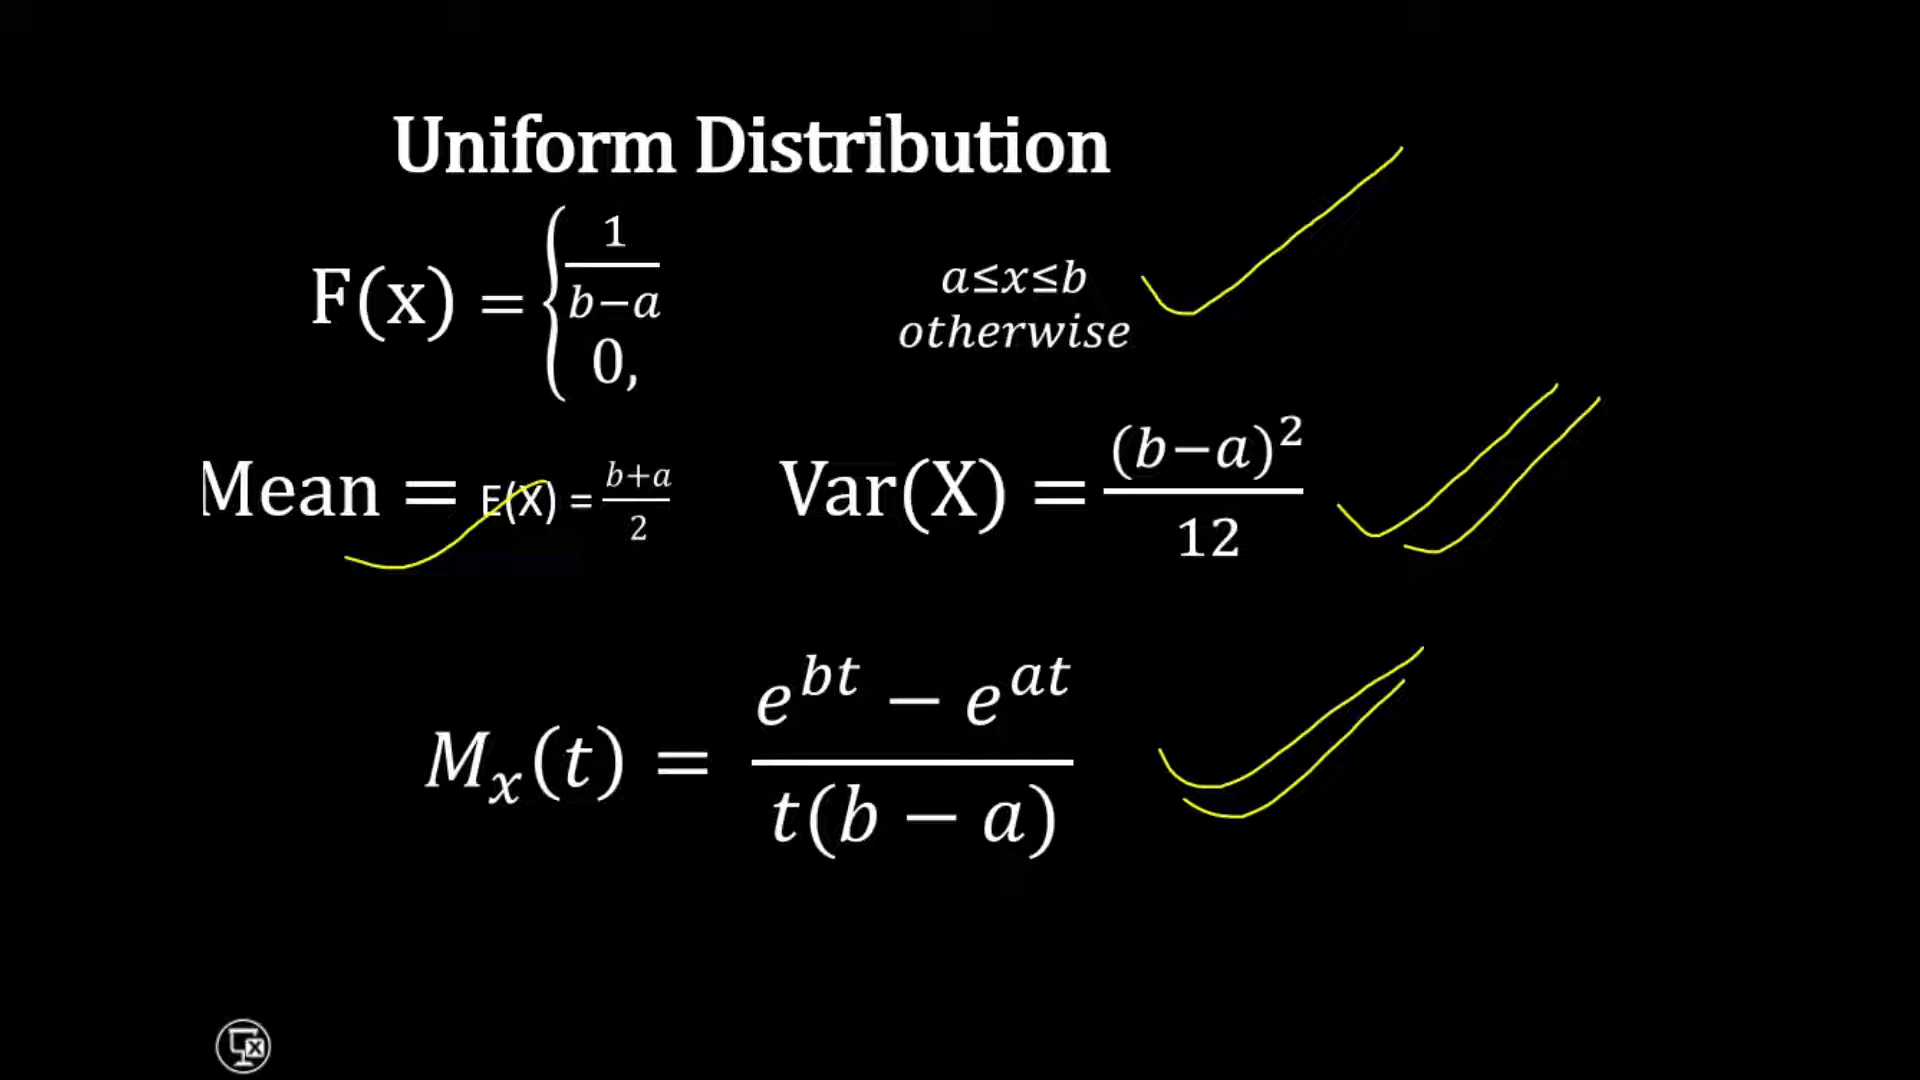 Uniform Distribution
F(x) = { 1/(b−a) a≤x≤b
0, otherwise
Mean = E(X) = (b+a)/2 Var(X) = (b−a)²/12
Mₓ(t) = (e^{bt} − e^{at})/(t(b − a))